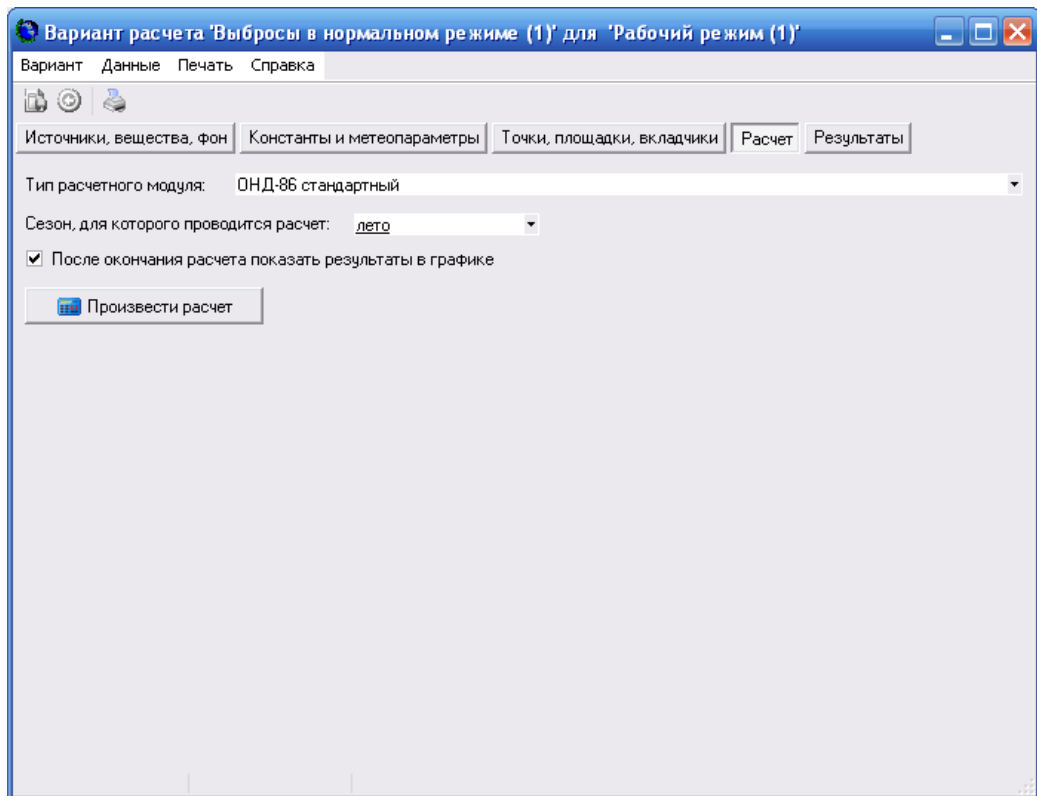 Вариант расчета 'Выбросы в нормальном режиме (1)' для 'Рабочий режим (1)'
Вариант Данные Печать Справка
Источники, вещества, фон Константы и метеопараметры Точки, площадки, вкладчики Расчет Результаты
Тип расчетного модуля: ОНД-86 стандартный
Сезон, для которого проводится расчет: лето
После окончания расчета показать результаты в графике
Произвести расчет